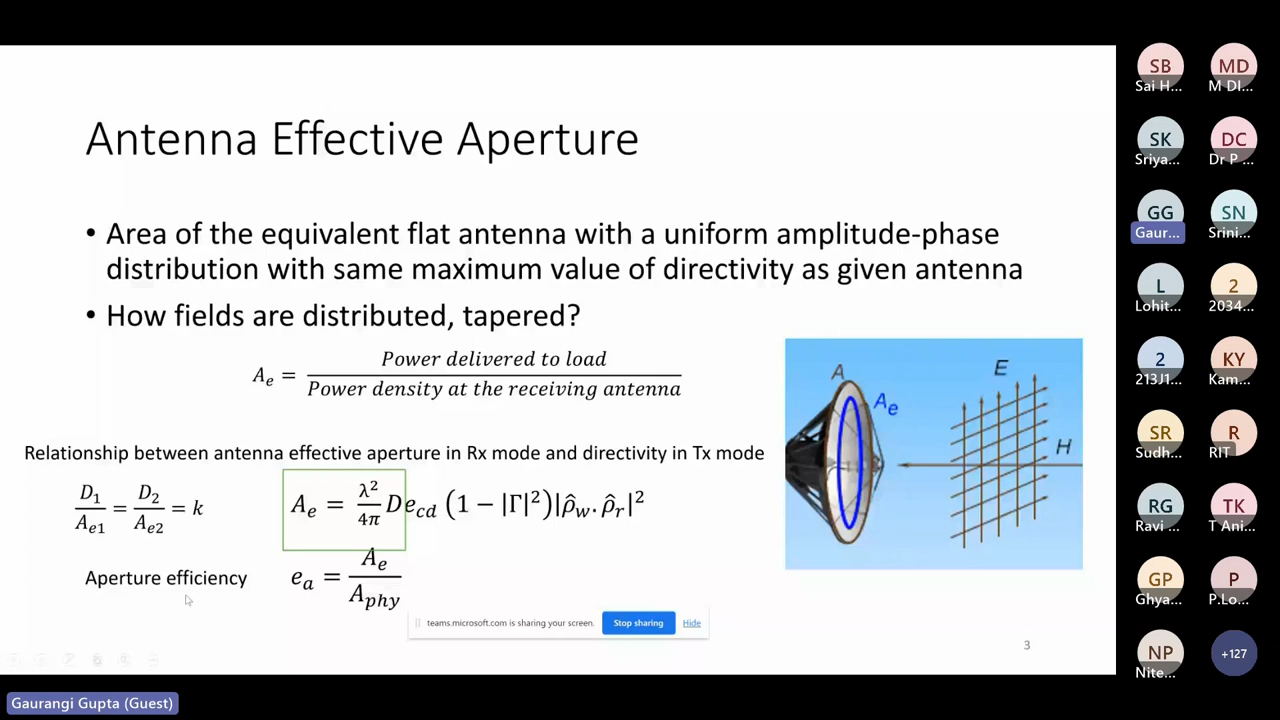 Antenna Effective Aperture
• Area of the equivalent flat antenna with a uniform amplitude-phase
distribution with same maximum value of directivity as given antenna
• How fields are distributed, tapered?
A_e = Power delivered to load / Power density at the receiving antenna
A
A_e
E
H
Relationship between antenna effective aperture in Rx mode and directivity in Tx mode
D_1/A_e1 = D_2/A_e2 = k
A_e = λ²/4π D e_cd (1 − |Γ|²)|ρ̂_w. ρ̂_r|²
Aperture efficiency
e_a = A_e/A_phy
teams.microsoft.com is sharing your screen.
Stop sharing
Hide
3
Gaurangi Gupta (Guest)
SB
Sai H...
MD
M DI...
SK
Sriya...
DC
Dr P ...
GG
Gaur...
SN
Srini...
L
Lohit...
2
2034...
2
213J1...
KY
Kam...
SR
Sudh...
R
RIT
RG
Ravi ...
TK
T Ani...
GP
Ghya...
P
P.Lo...
NP
Nite...
+127